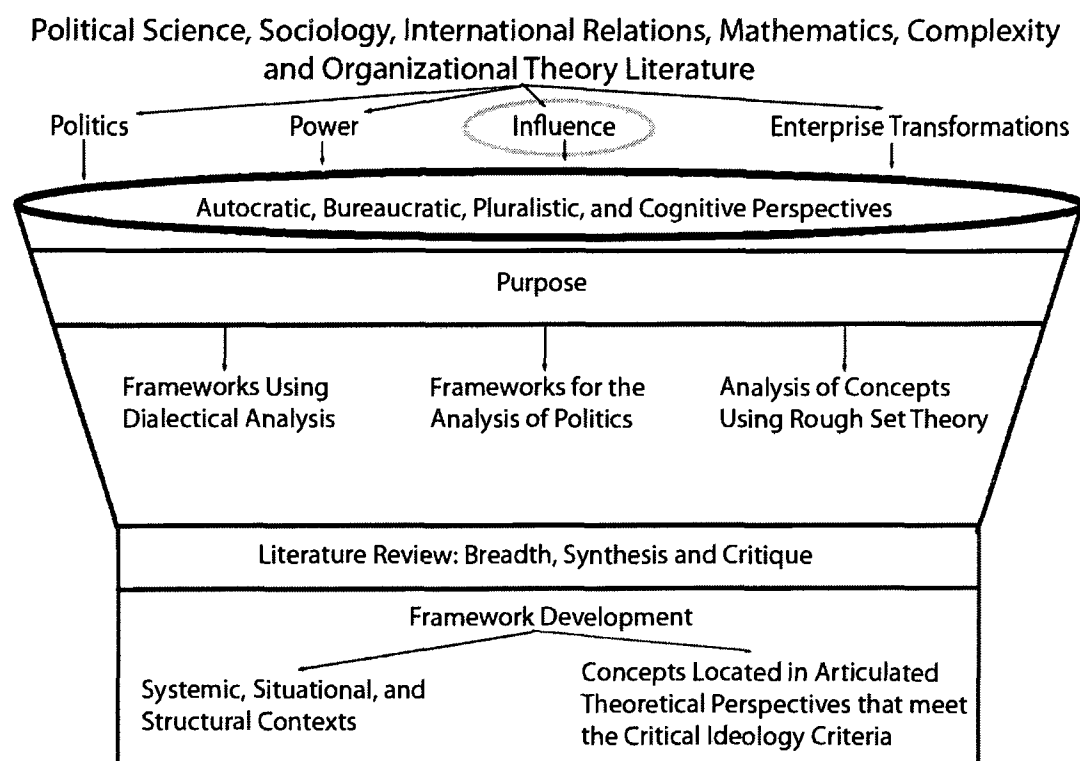 Political Science, Sociology, International Relations, Mathematics, Complexity
and Organizational Theory Literature
Politics
Power
Influence
Enterprise Transformations
Autocratic, Bureaucratic, Pluralistic, and Cognitive Perspectives
Purpose
Frameworks Using
Dialectical Analysis
Frameworks for the
Analysis of Politics
Analysis of Concepts
Using Rough Set Theory
Literature Review: Breadth, Synthesis and Critique
Framework Development
Systemic, Situational, and
Structural Contexts
Concepts Located in Articulated
Theoretical Perspectives that meet
the Critical Ideology Criteria